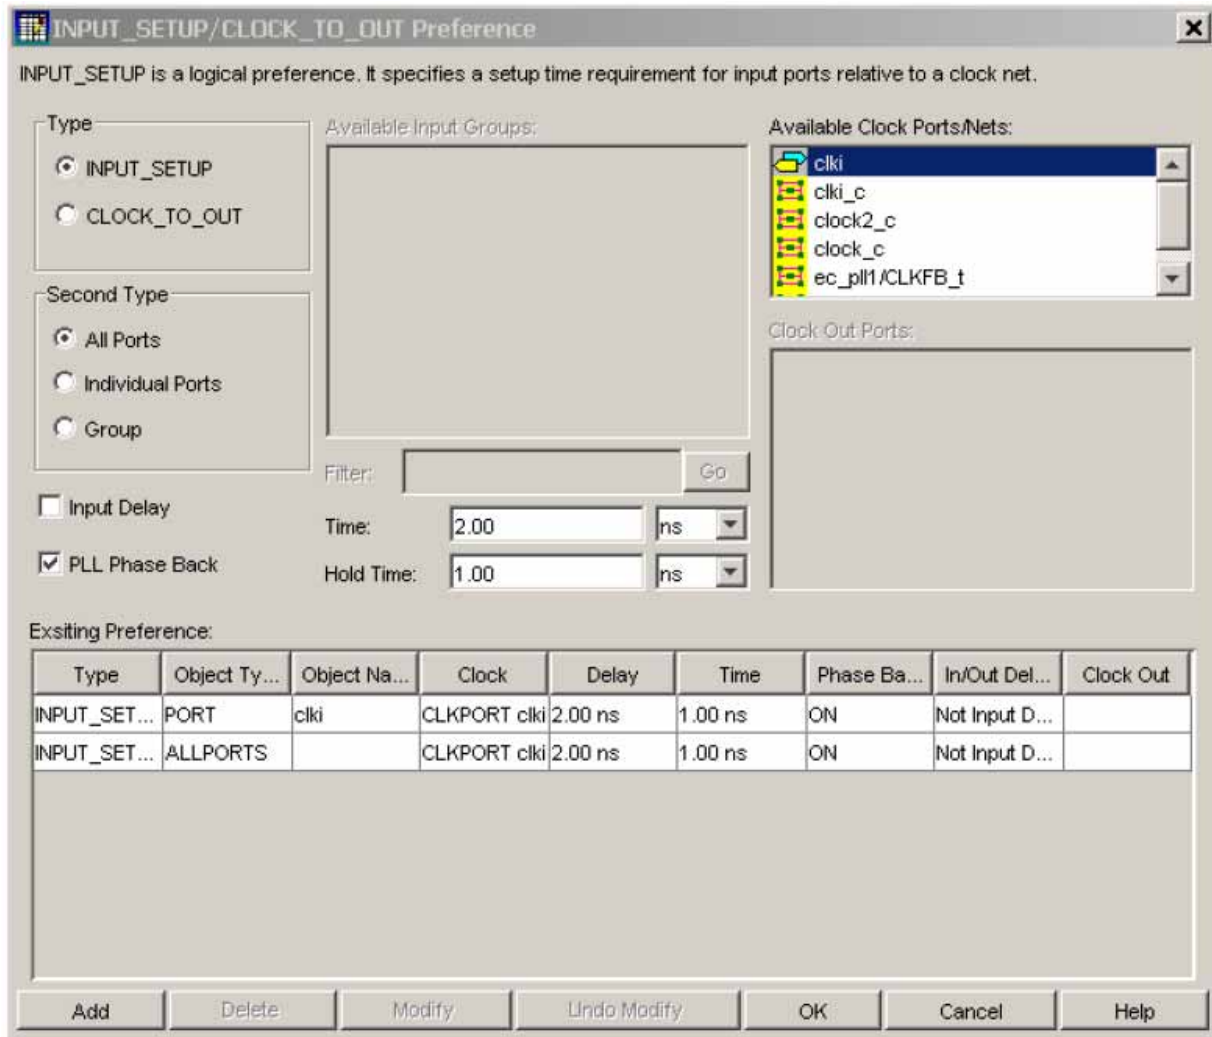 INPUT_SETUP/CLOCK_TO_OUT Preference
INPUT_SETUP is a logical preference. It specifies a setup time requirement for input ports relative to a clock net.
Type
INPUT_SETUP
CLOCK_TO_OUT
Second Type
All Ports
Individual Ports
Group
Input Delay
PLL Phase Back
Available Input Groups:
Filter:
Go
Time:
2.00
ns
Hold Time:
1.00
ns
Available Clock Ports/Nets:
clki
clki_c
clock2_c
clock_c
ec_pll1/CLKFB_t
Clock Out Ports:
Exsiting Preference:
Type Object Ty... Object Na... Clock Delay Time Phase Ba... In/Out Del... Clock Out
INPUT_SET... PORT clki CLKPORT clki 2.00 ns 1.00 ns ON Not Input D...
INPUT_SET... ALLPORTS CLKPORT clki 2.00 ns 1.00 ns ON Not Input D...
Add Delete Modify Undo Modify OK Cancel Help